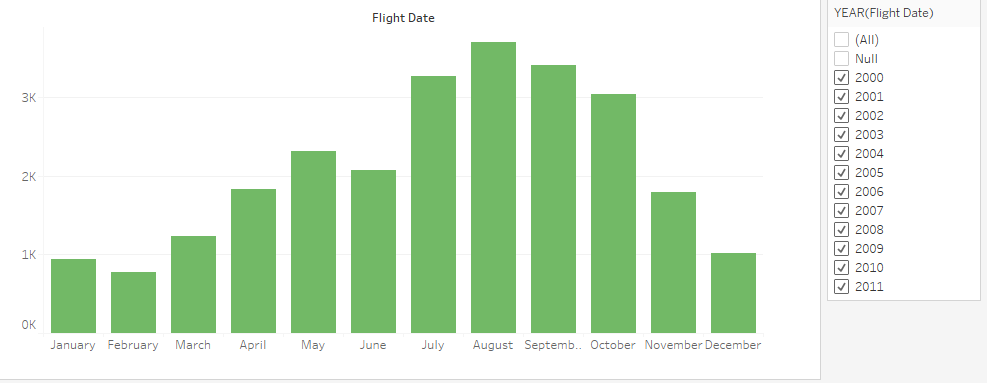 Flight Date
3K
2K
1K
0K
January February March April May June July August Septemb.. October November December
YEAR(Flight Date)
(All)
Null
2000
2001
2002
2003
2004
2005
2006
2007
2008
2009
2010
2011